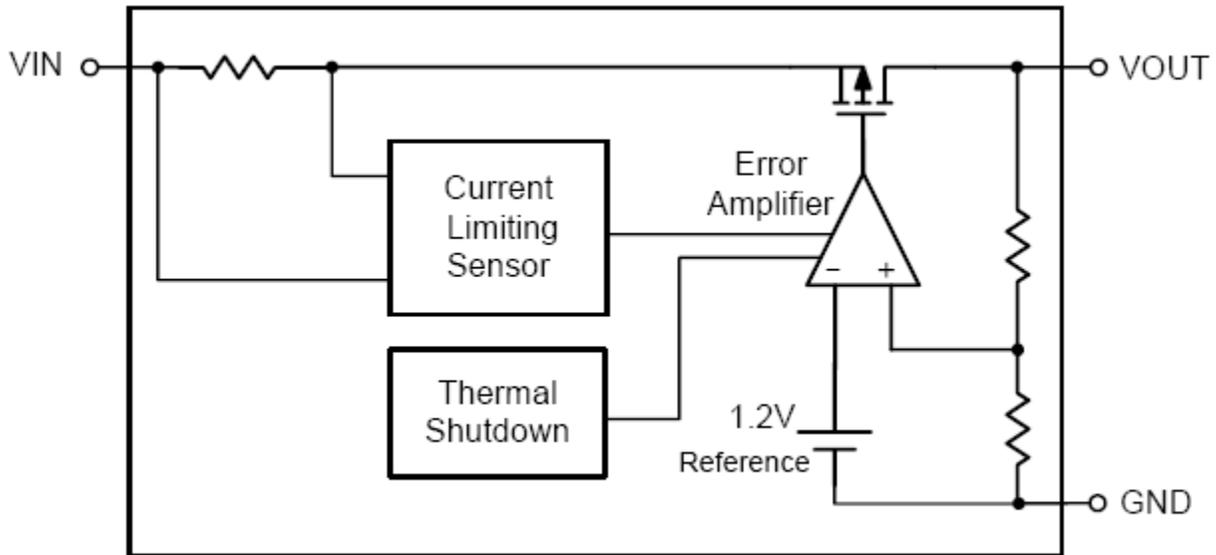 VIN
VOUT
Error
Amplifier
Current
Limiting
Sensor
− +
Thermal
Shutdown
1.2V
Reference
GND